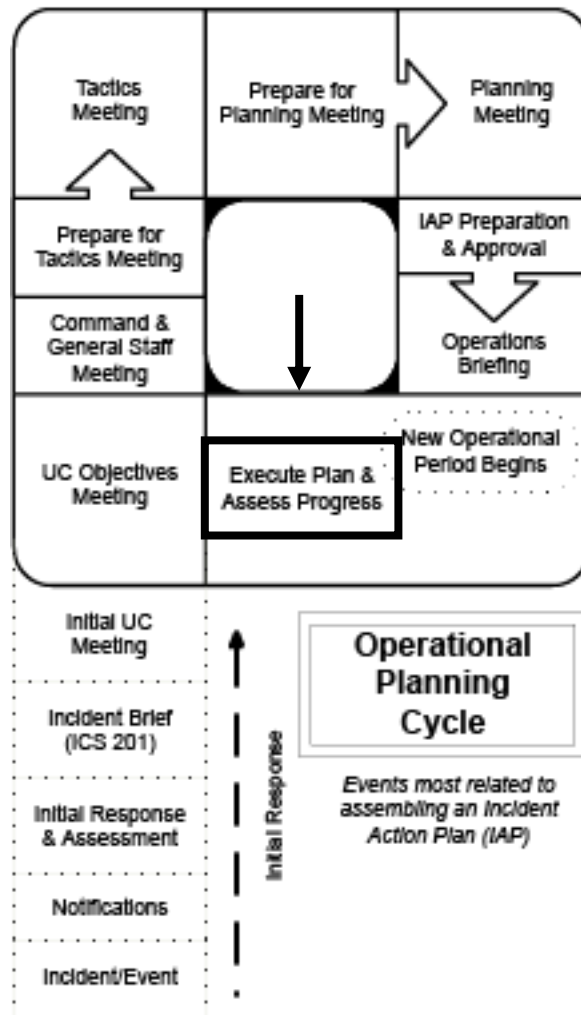 Tactics
Meeting
Prepare for
Planning Meeting
Planning
Meeting
Prepare for
Tactics Meeting
IAP Preparation
& Approval
Command &
General Staff
Meeting
Operations
Briefing
UC Objectives
Meeting
Execute Plan &
Assess Progress
New Operational
Period Begins
Initial UC
Meeting
Incident Brief
(ICS 201)
Initial Response
& Assessment
Notifications
Incident/Event
Initial Response
Operational
Planning
Cycle
Events most related to
assembling an Incident
Action Plan (IAP)